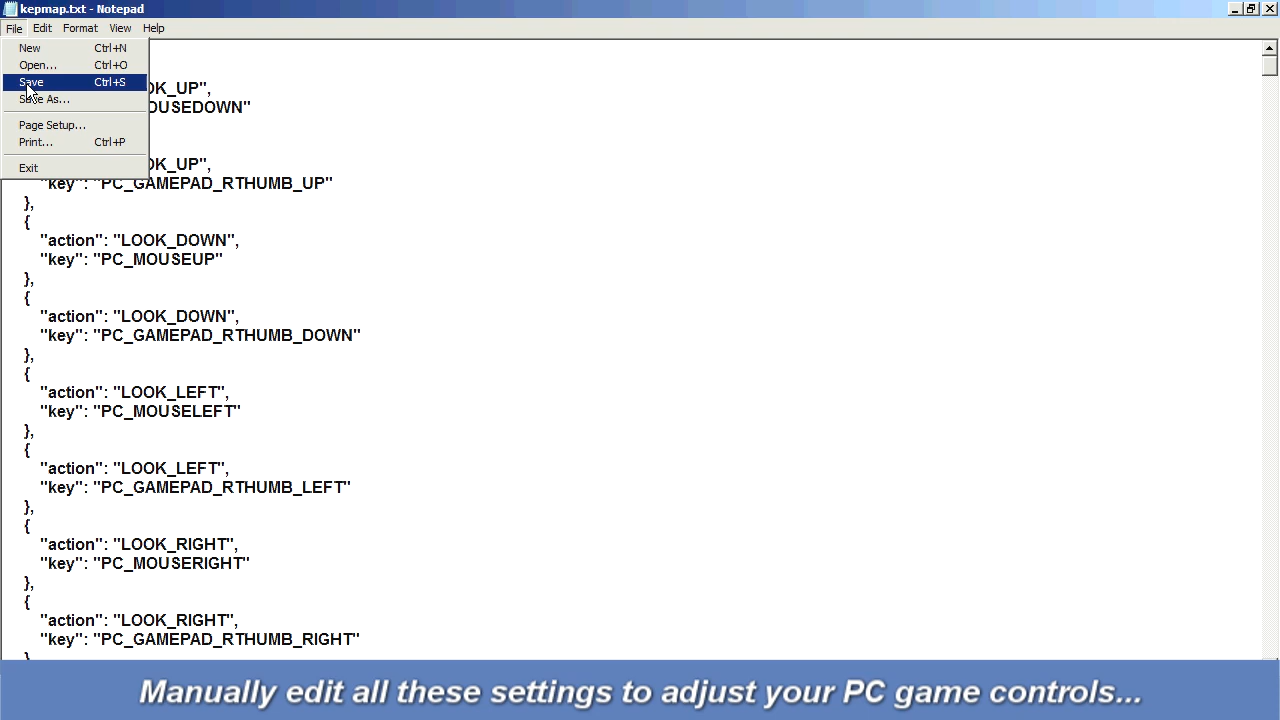 kepmap.txt - Notepad
File Edit Format View Help
New Ctrl+N
Open... Ctrl+O
Save Ctrl+S
Save As...
Page Setup...
Print... Ctrl+P
Exit
OK_UP",
OUSEDOWN"
OK_UP",
"key": "PC_GAMEPAD_RTHUMB_UP"
},
{
"action": "LOOK_DOWN",
"key": "PC_MOUSEUP"
},
{
"action": "LOOK_DOWN",
"key": "PC_GAMEPAD_RTHUMB_DOWN"
},
{
"action": "LOOK_LEFT",
"key": "PC_MOUSELEFT"
},
{
"action": "LOOK_LEFT",
"key": "PC_GAMEPAD_RTHUMB_LEFT"
},
{
"action": "LOOK_RIGHT",
"key": "PC_MOUSERIGHT"
},
{
"action": "LOOK_RIGHT",
"key": "PC_GAMEPAD_RTHUMB_RIGHT"
}
Manually edit all these settings to adjust your PC game controls...